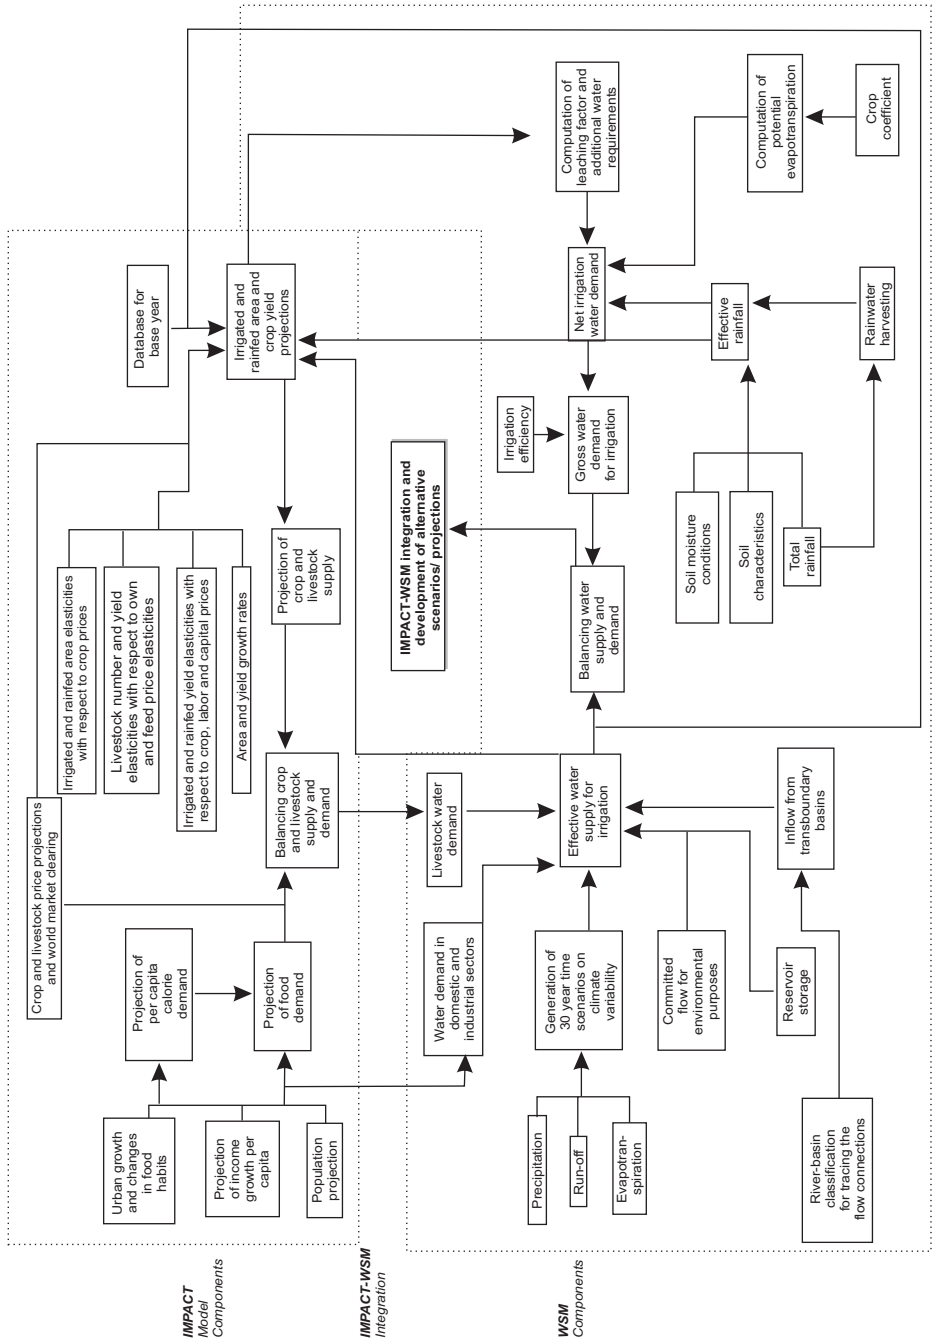 IMPACT
Model
Components
Urban growth
and changes
in food
habits
Projection
of income
growth per
capita
Population
projection
Crop and livestock price projections
and world market clearing
Projection of
per capita
calorie
demand
Projection
of food
demand
Irrigated and rainfed area elasticities
with respect to crop prices
Livestock number and yield
elasticities with respect to own
and feed price elasticities
Irrigated and rainfed yield elasticities with
respect to crop, labor and capital prices
Area and yield growth rates
Balancing crop
and livestock
supply and
demand
Projection of
crop and
livestock
supply
Database for
base year
Irrigated and
rainfed area and
crop yield
projections
IMPACT-WSM
Integration
IMPACT-WSM integration and
development of alternative
scenarios/ projections
WSM
Components
Water demand in
domestic and
industrial sectors
Livestock water
demand
Precipitation
Run-off
Evapotran-
spiration
Generation of
30 year time
scenarios on
climate
variability
Effective water
supply for
irrigation
Balancing water
supply and
demand
Irrigation
efficiency
Gross water
demand
for irrigation
Net irrigation
water demand
Computation of
leaching factor and
additional water
requirements
Committed
flow for
environmental
purposes
Reservoir
storage
Inflow from
transboundary
basins
River-basin
classification
for tracing the
flow connections
Soil moisture
conditions
Soil
characteristics
Total
rainfall
Effective
rainfall
Rainwater
harvesting
Computation of
potential
evapotranspiration
Crop
coefficient